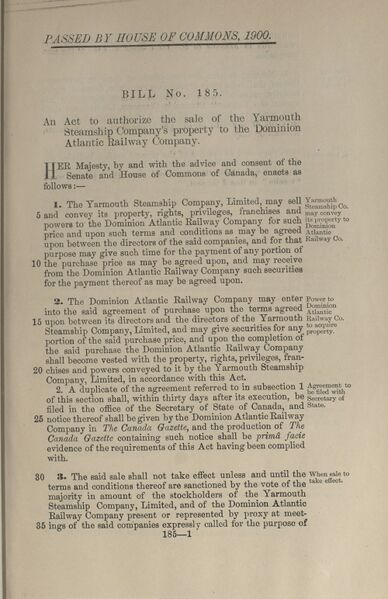 PASSED BY HOUSE OF COMMONS, 1900.
BILL No. 185.
An Act to authorize the sale of the Yarmouth
Steamship Company's property to the Dominion
Atlantic Railway Company.
HER Majesty, by and with the advice and consent of the
Senate and House of Commons of Canada, enacts as
follows:—
1. The Yarmouth Steamship Company, Limited, may sell
5 and convey its property, rights, privileges, franchises and
powers to the Dominion Atlantic Railway Company for such
price and upon such terms and conditions as may be agreed
upon between the directors of the said companies, and for that
purpose may give such time for the payment of any portion of
10 the purchase price as may be agreed upon, and may receive
from the Dominion Atlantic Railway Company such securities
for the payment thereof as may be agreed upon.
Yarmouth
Steamship Co.
may convey
its property to
Dominion
Atlantic
Railway Co.
2. The Dominion Atlantic Railway Company may enter
into the said agreement of purchase upon the terms agreed
15 upon between its directors and the directors of the Yarmouth
Steamship Company, Limited, and may give securities for any
portion of the said purchase price, and upon the completion of
the said purchase the Dominion Atlantic Railway Company
shall become vested with the property, rights, privileges, fran-
20 chises and powers conveyed to it by the Yarmouth Steamship
Company, Limited, in accordance with this Act.
Power to
Dominion
Atlantic
Railway Co.
to acquire
property.
2. A duplicate of the agreement referred to in subsection 1
of this section shall, within thirty days after its execution, be
filed in the office of the Secretary of State of Canada, and
25 notice thereof shall be given by the Dominion Atlantic Railway
Company in The Canada Gazette, and the production of The
Canada Gazette containing such notice shall be primâ facie
evidence of the requirements of this Act having been complied
with.
Agreement to
be filed with
Secretary of
State.
30 3. The said sale shall not take effect unless and until the
terms and conditions thereof are sanctioned by the vote of the
majority in amount of the stockholders of the Yarmouth
Steamship Company, Limited, and of the Dominion Atlantic
Railway Company present or represented by proxy at meet-
35 ings of the said companies expressly called for the purpose of
When sale to
take effect.
185—1